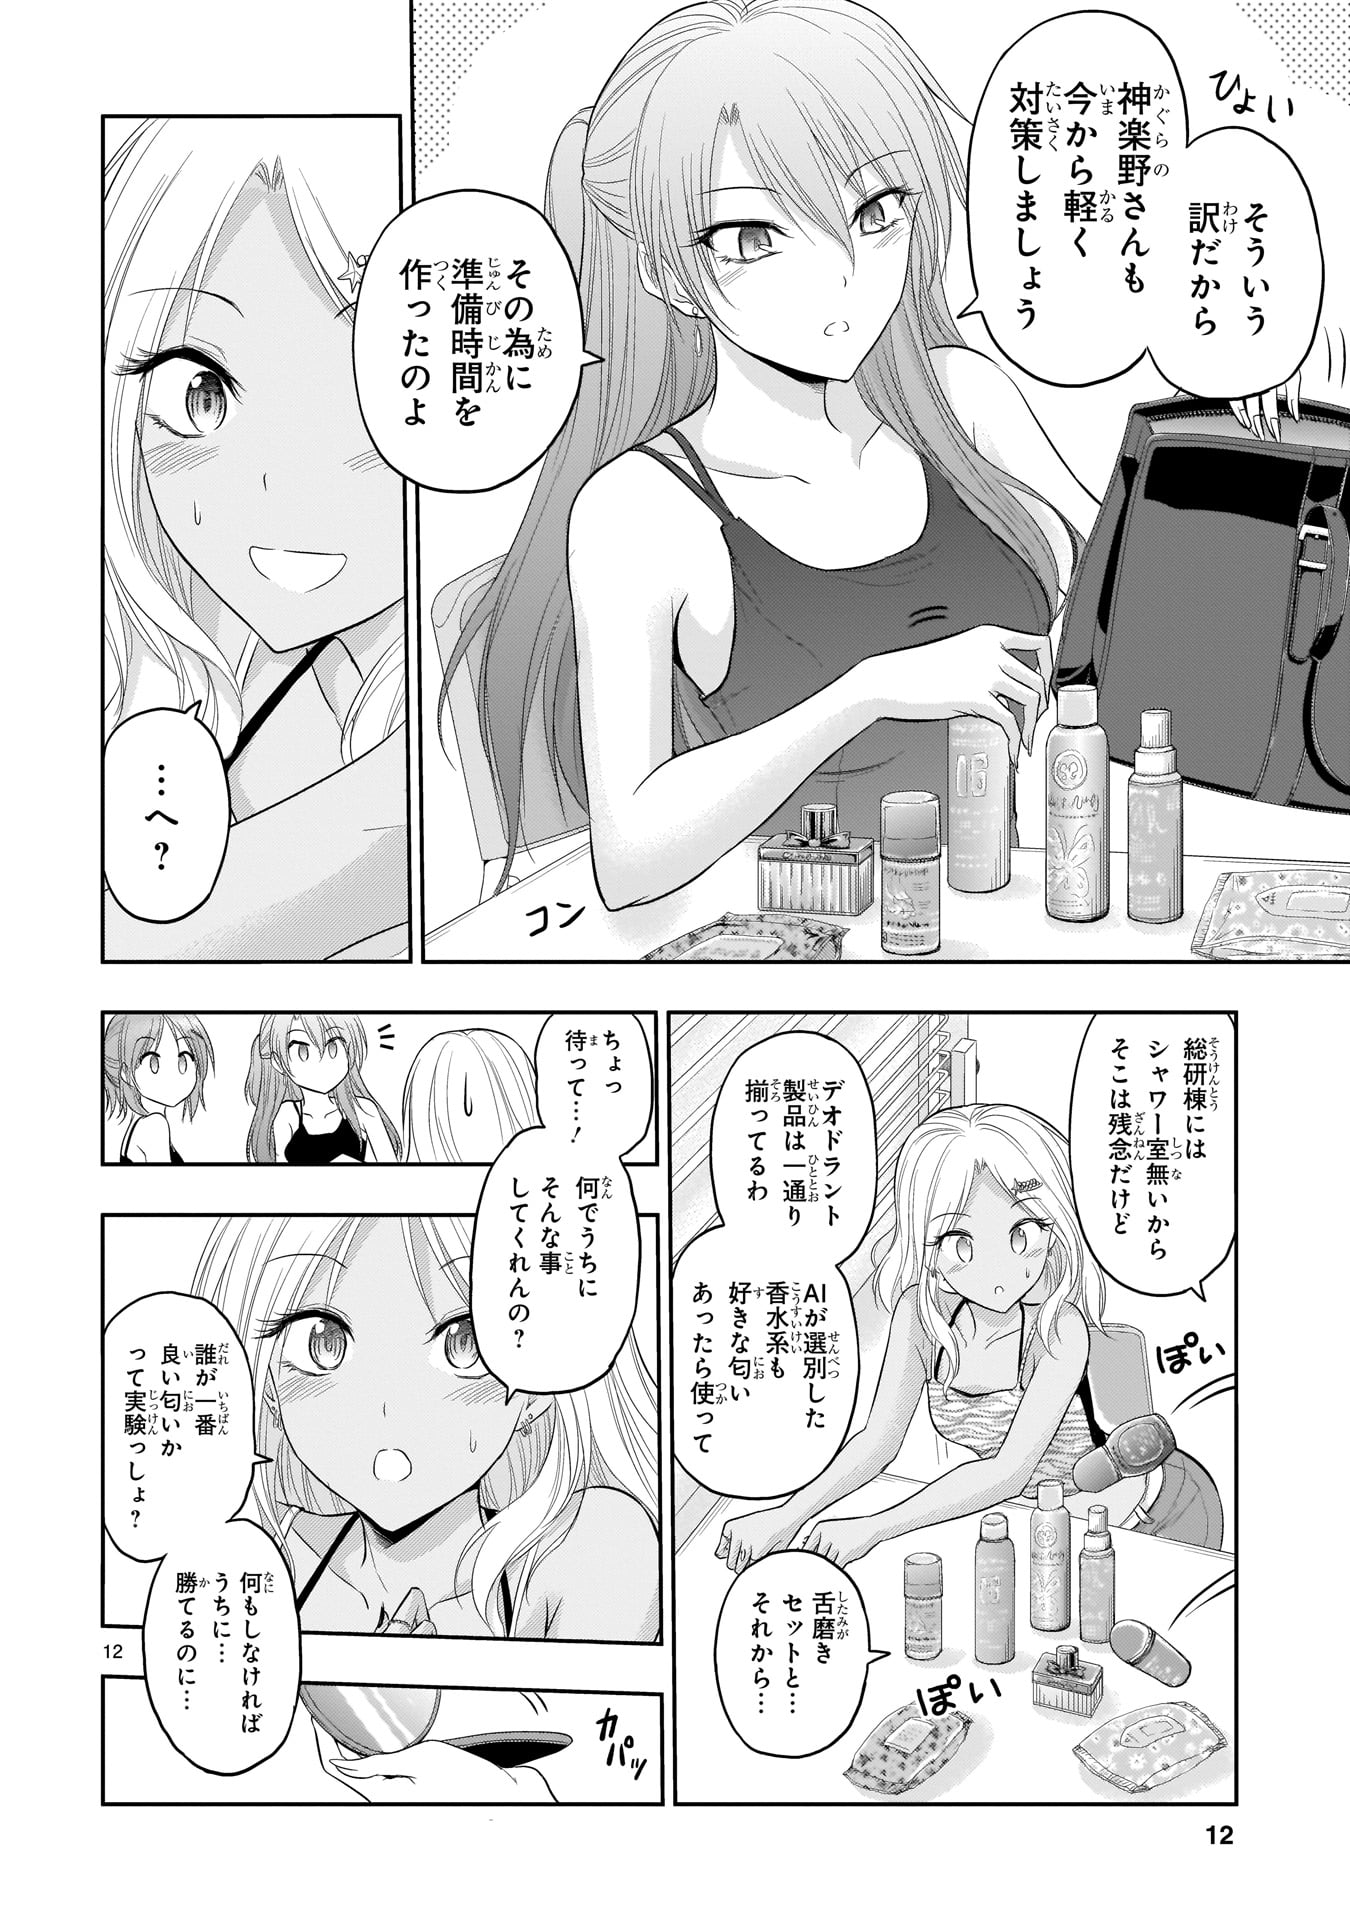 ひょい
そういう
訳だから
神楽野さんも
今から軽く
対策しましょう
その為に
準備時間を
作ったのよ
コン
…へ？
総研棟には
シャワー室無いから
そこは残念だけど
デオドラント
製品は一通り
揃ってるわ
AIが選別した
香水系も
好きな匂い
あったら使って
ぽいっ
舌磨き
セットと…
それから…
ぽいっ
ちょっ
待って…！
何でうちに
そんな事
してくれんの？
誰が一番
良い匂いか
って実験っしょ？
何もしなければ
うちに…
勝てるのに…
カパッ
12
12